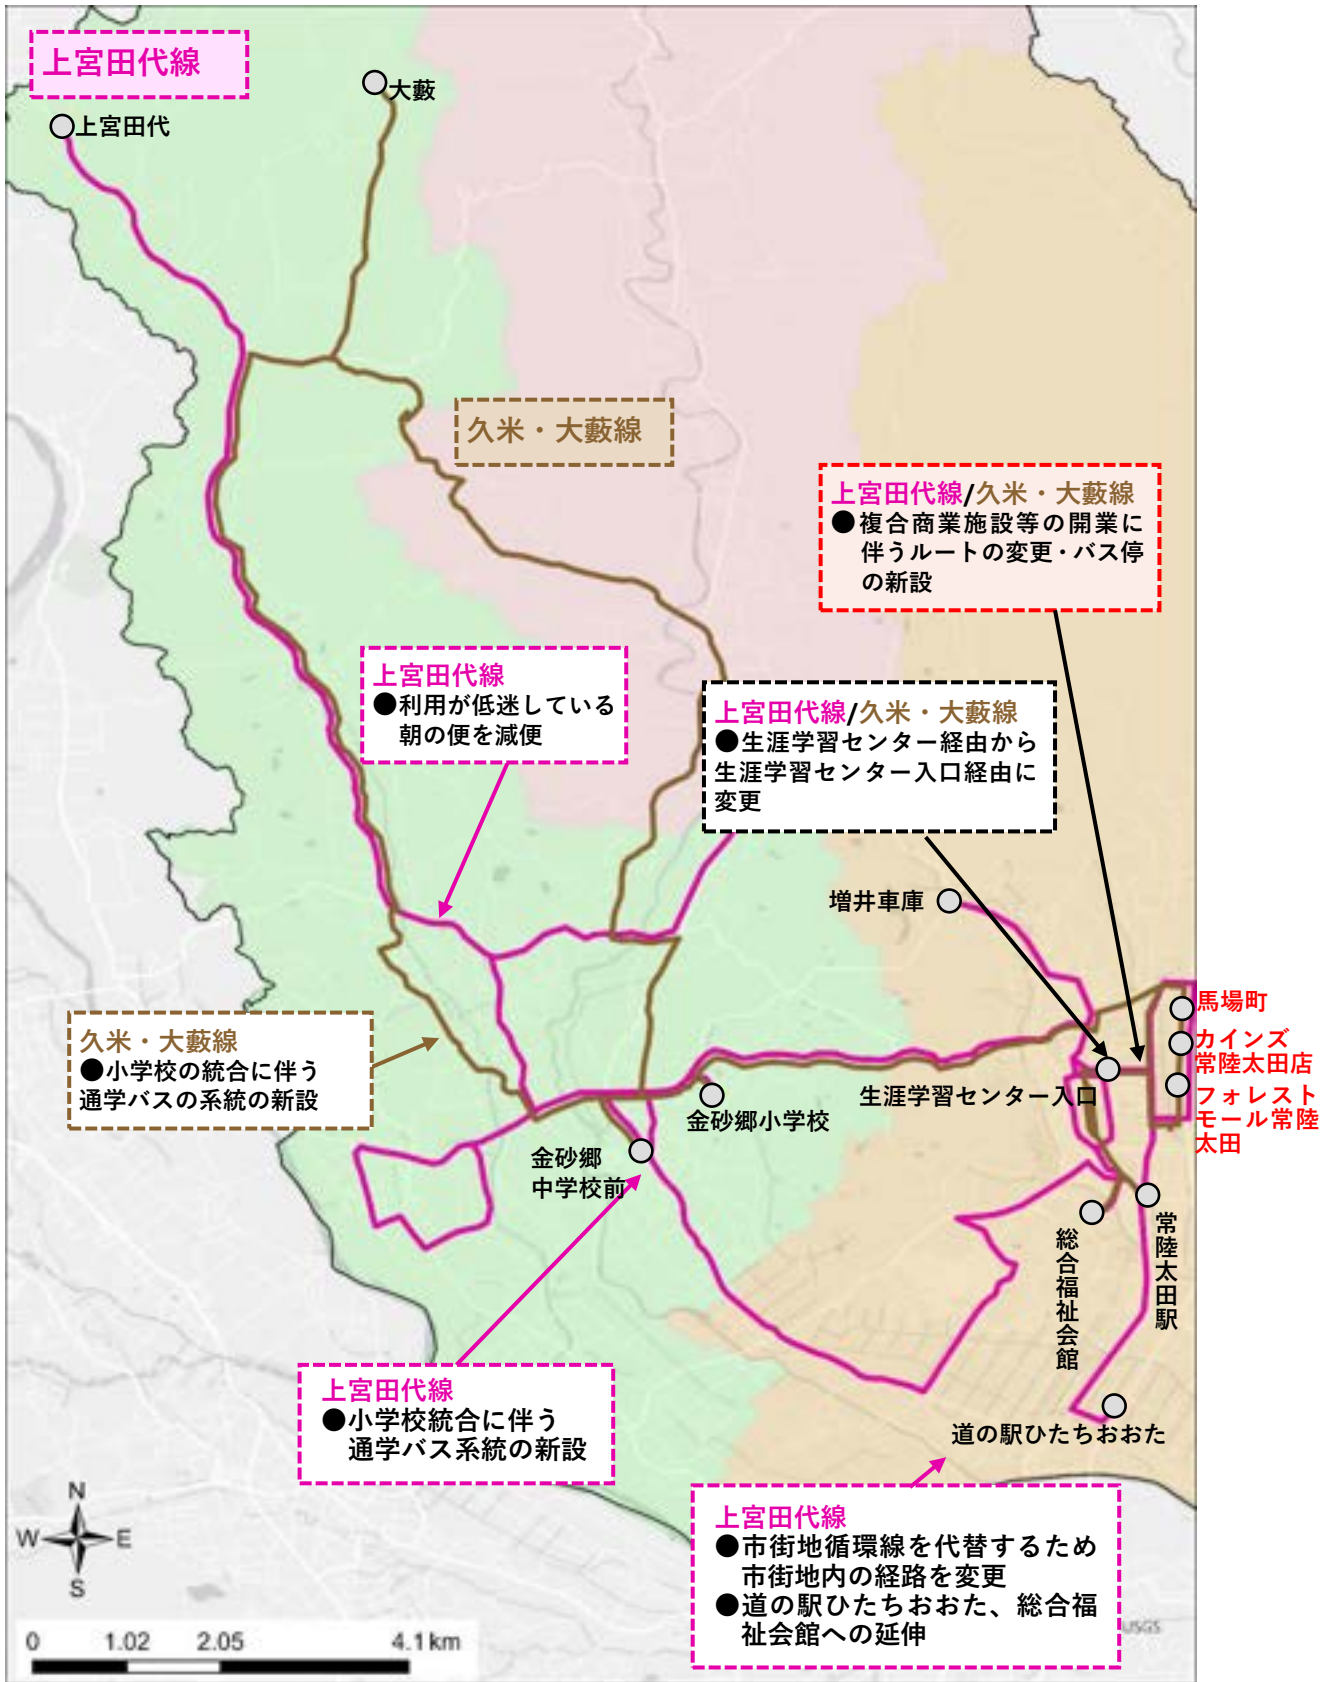 上宮田代線
大藪
上宮田代
久米・大藪線
上宮田代線/久米・大藪線
●複合商業施設等の開業に
伴うルートの変更・バス停
の新設
上宮田代線
●利用が低迷している
朝の便を減便
上宮田代線/久米・大藪線
●生涯学習センター経由から
生涯学習センター入口経由に
変更
増井車庫
馬場町
カインズ
常陸太田店
フォレスト
モール常陸
太田
久米・大藪線
●小学校の統合に伴う
通学バスの系統の新設
生涯学習センター入口
金砂郷小学校
金砂郷
中学校前
総合福祉会館
常陸太田駅
上宮田代線
●小学校統合に伴う
通学バス系統の新設
道の駅ひたちおおた
上宮田代線
●市街地循環線を代替するため
市街地内の経路を変更
●道の駅ひたちおおた、総合福
祉会館への延伸
N
W E
S
0 1.02 2.05 4.1km
USGS